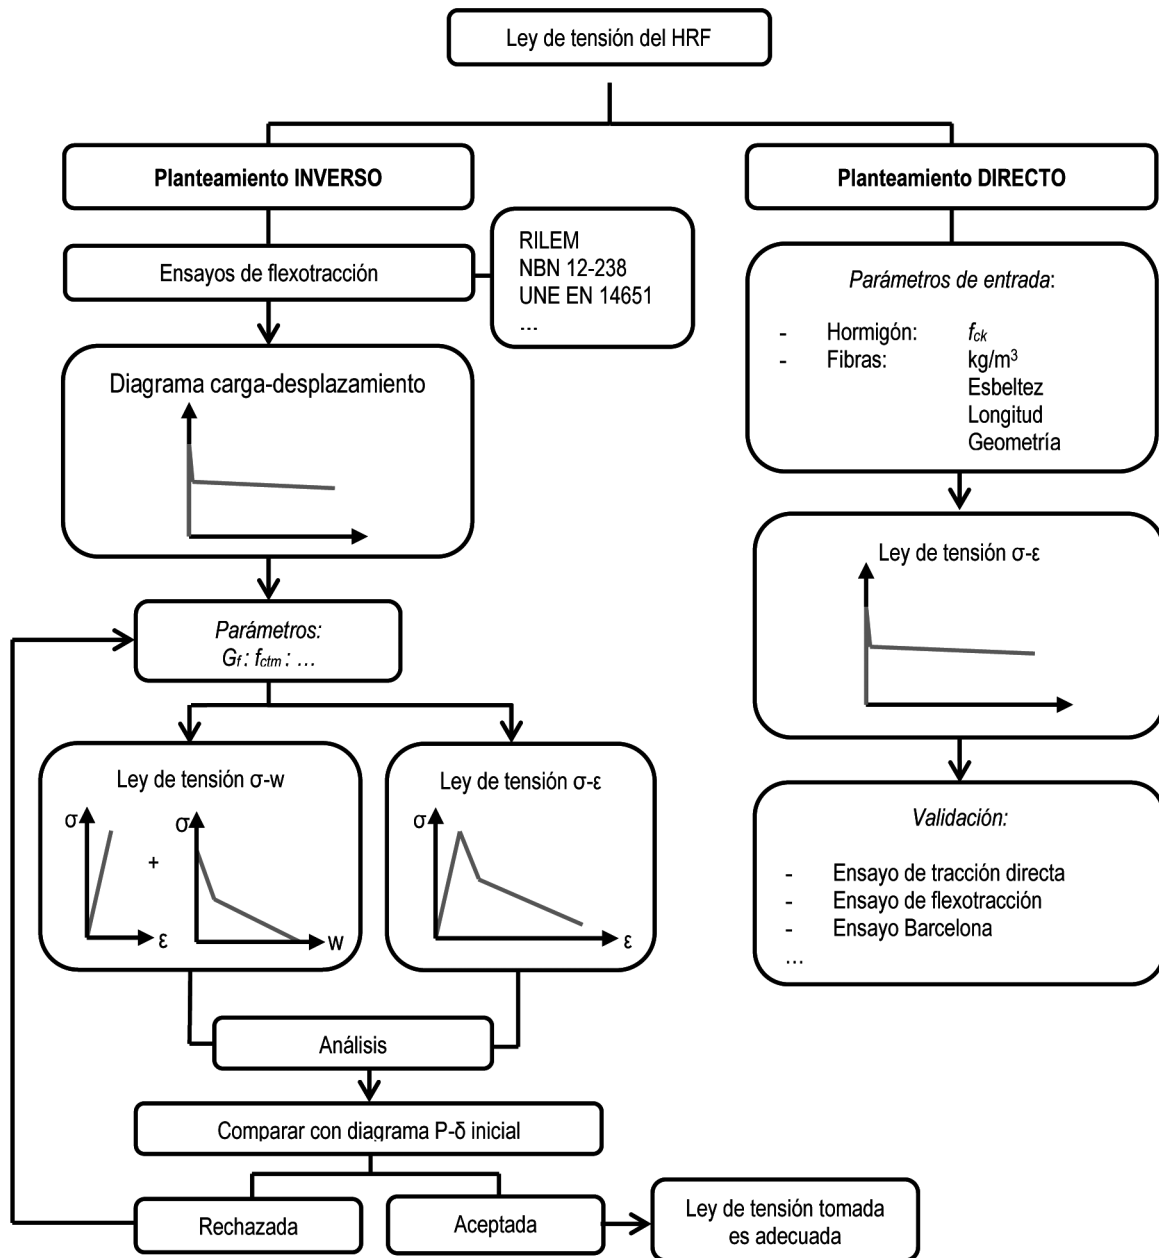 Ley de tensión del HRF
Planteamiento INVERSO
Ensayos de flexotracción
RILEM
NBN 12-238
UNE EN 14651
...
Diagrama carga-desplazamiento
Parámetros:
Gf : fctm : ...
Ley de tensión σ-w
σ
+
ε
σ
w
Ley de tensión σ-ε
σ
ε
Análisis
Comparar con diagrama P-δ inicial
Rechazada
Aceptada
Ley de tensión tomada
es adecuada
Planteamiento DIRECTO
Parámetros de entrada:
- Hormigón: fck
- Fibras: kg/m³
Esbeltez
Longitud
Geometría
Ley de tensión σ-ε
Validación:
- Ensayo de tracción directa
- Ensayo de flexotracción
- Ensayo Barcelona
...